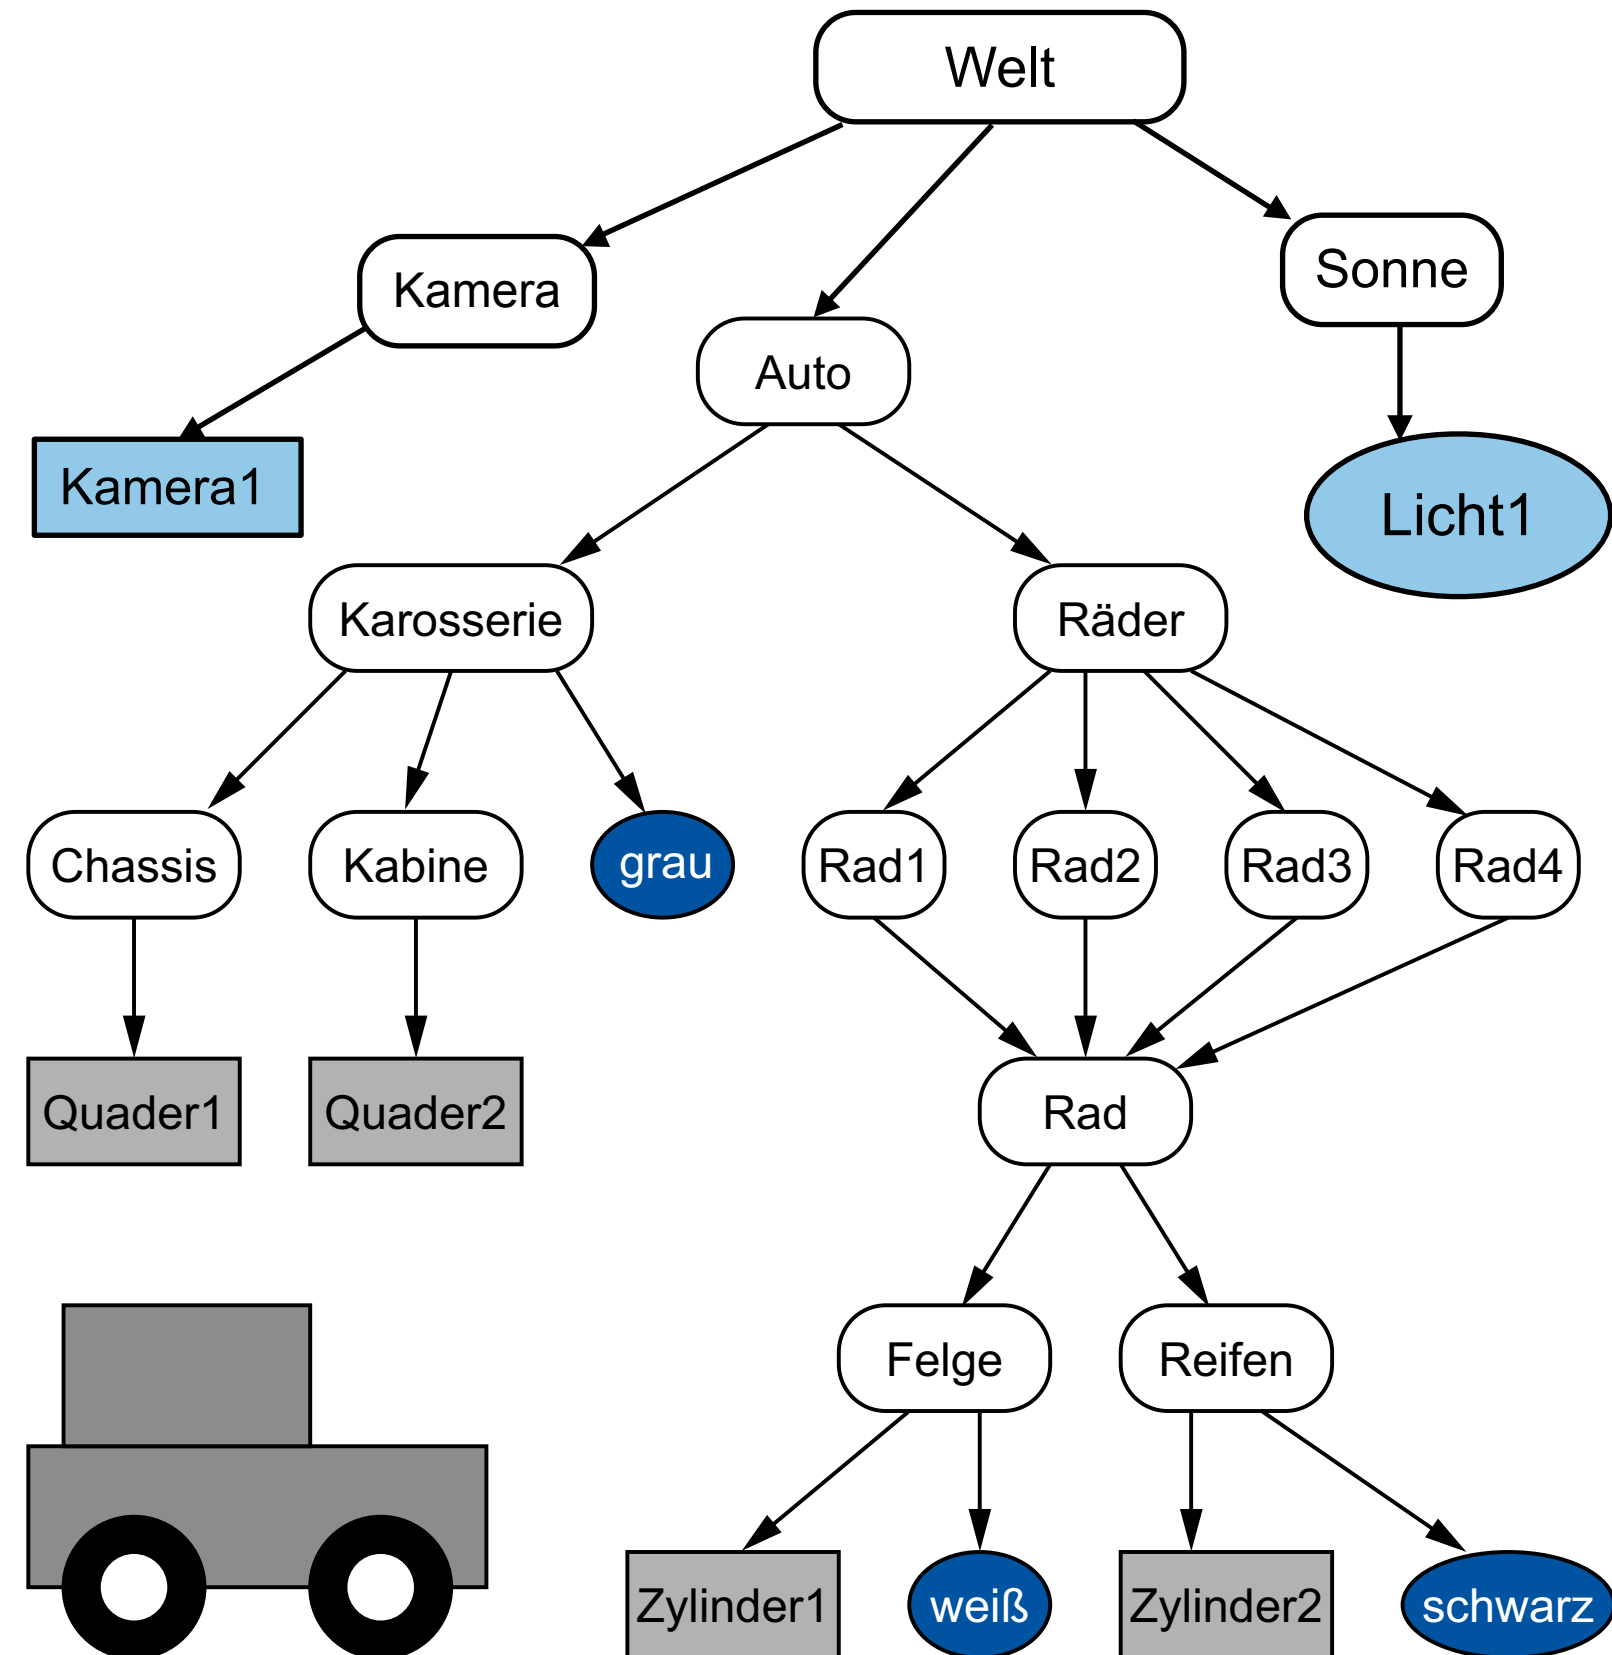 Welt
Kamera
Sonne
Auto
Kamera1
Licht1
Karosserie
Räder
Chassis
Kabine
grau
Rad1
Rad2
Rad3
Rad4
Quader1
Quader2
Rad
Felge
Reifen
Zylinder1
weiß
Zylinder2
schwarz